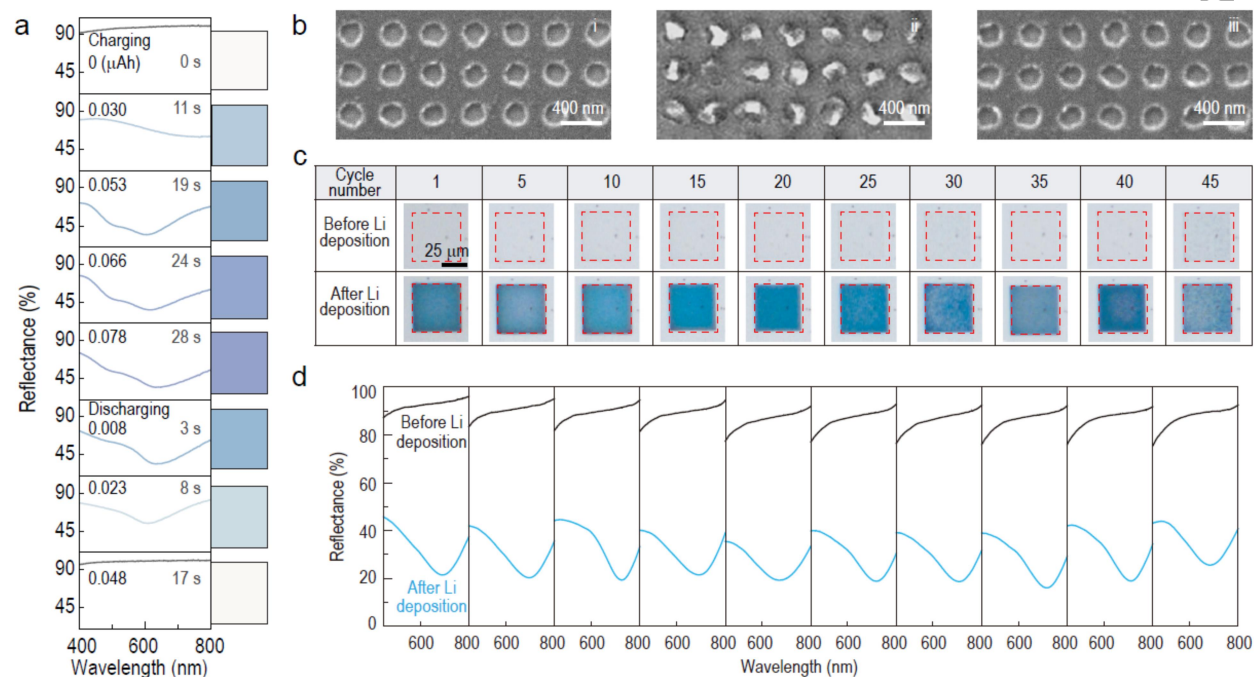 a
90
Charging
0 (μAh)
0 s
45
90
0.030
11 s
45
90
0.053
19 s
45
90
0.066
24 s
45
90
0.078
28 s
45
90
Discharging
0.008
3 s
45
90
0.023
8 s
45
90
0.048
17 s
45
400
600
800
Wavelength (nm)
Reflectance (%)
b
i
400 nm
ii
400 nm
iii
400 nm
c
Cycle
number
1
5
10
15
20
25
30
35
40
45
Before Li
deposition
25 μm
After Li
deposition
d
100
80
60
40
20
0
Reflectance (%)
Before Li
deposition
After Li
deposition
600
800
600
800
600
800
600
800
600
800
600
800
600
800
600
800
600
800
600
800
Wavelength (nm)